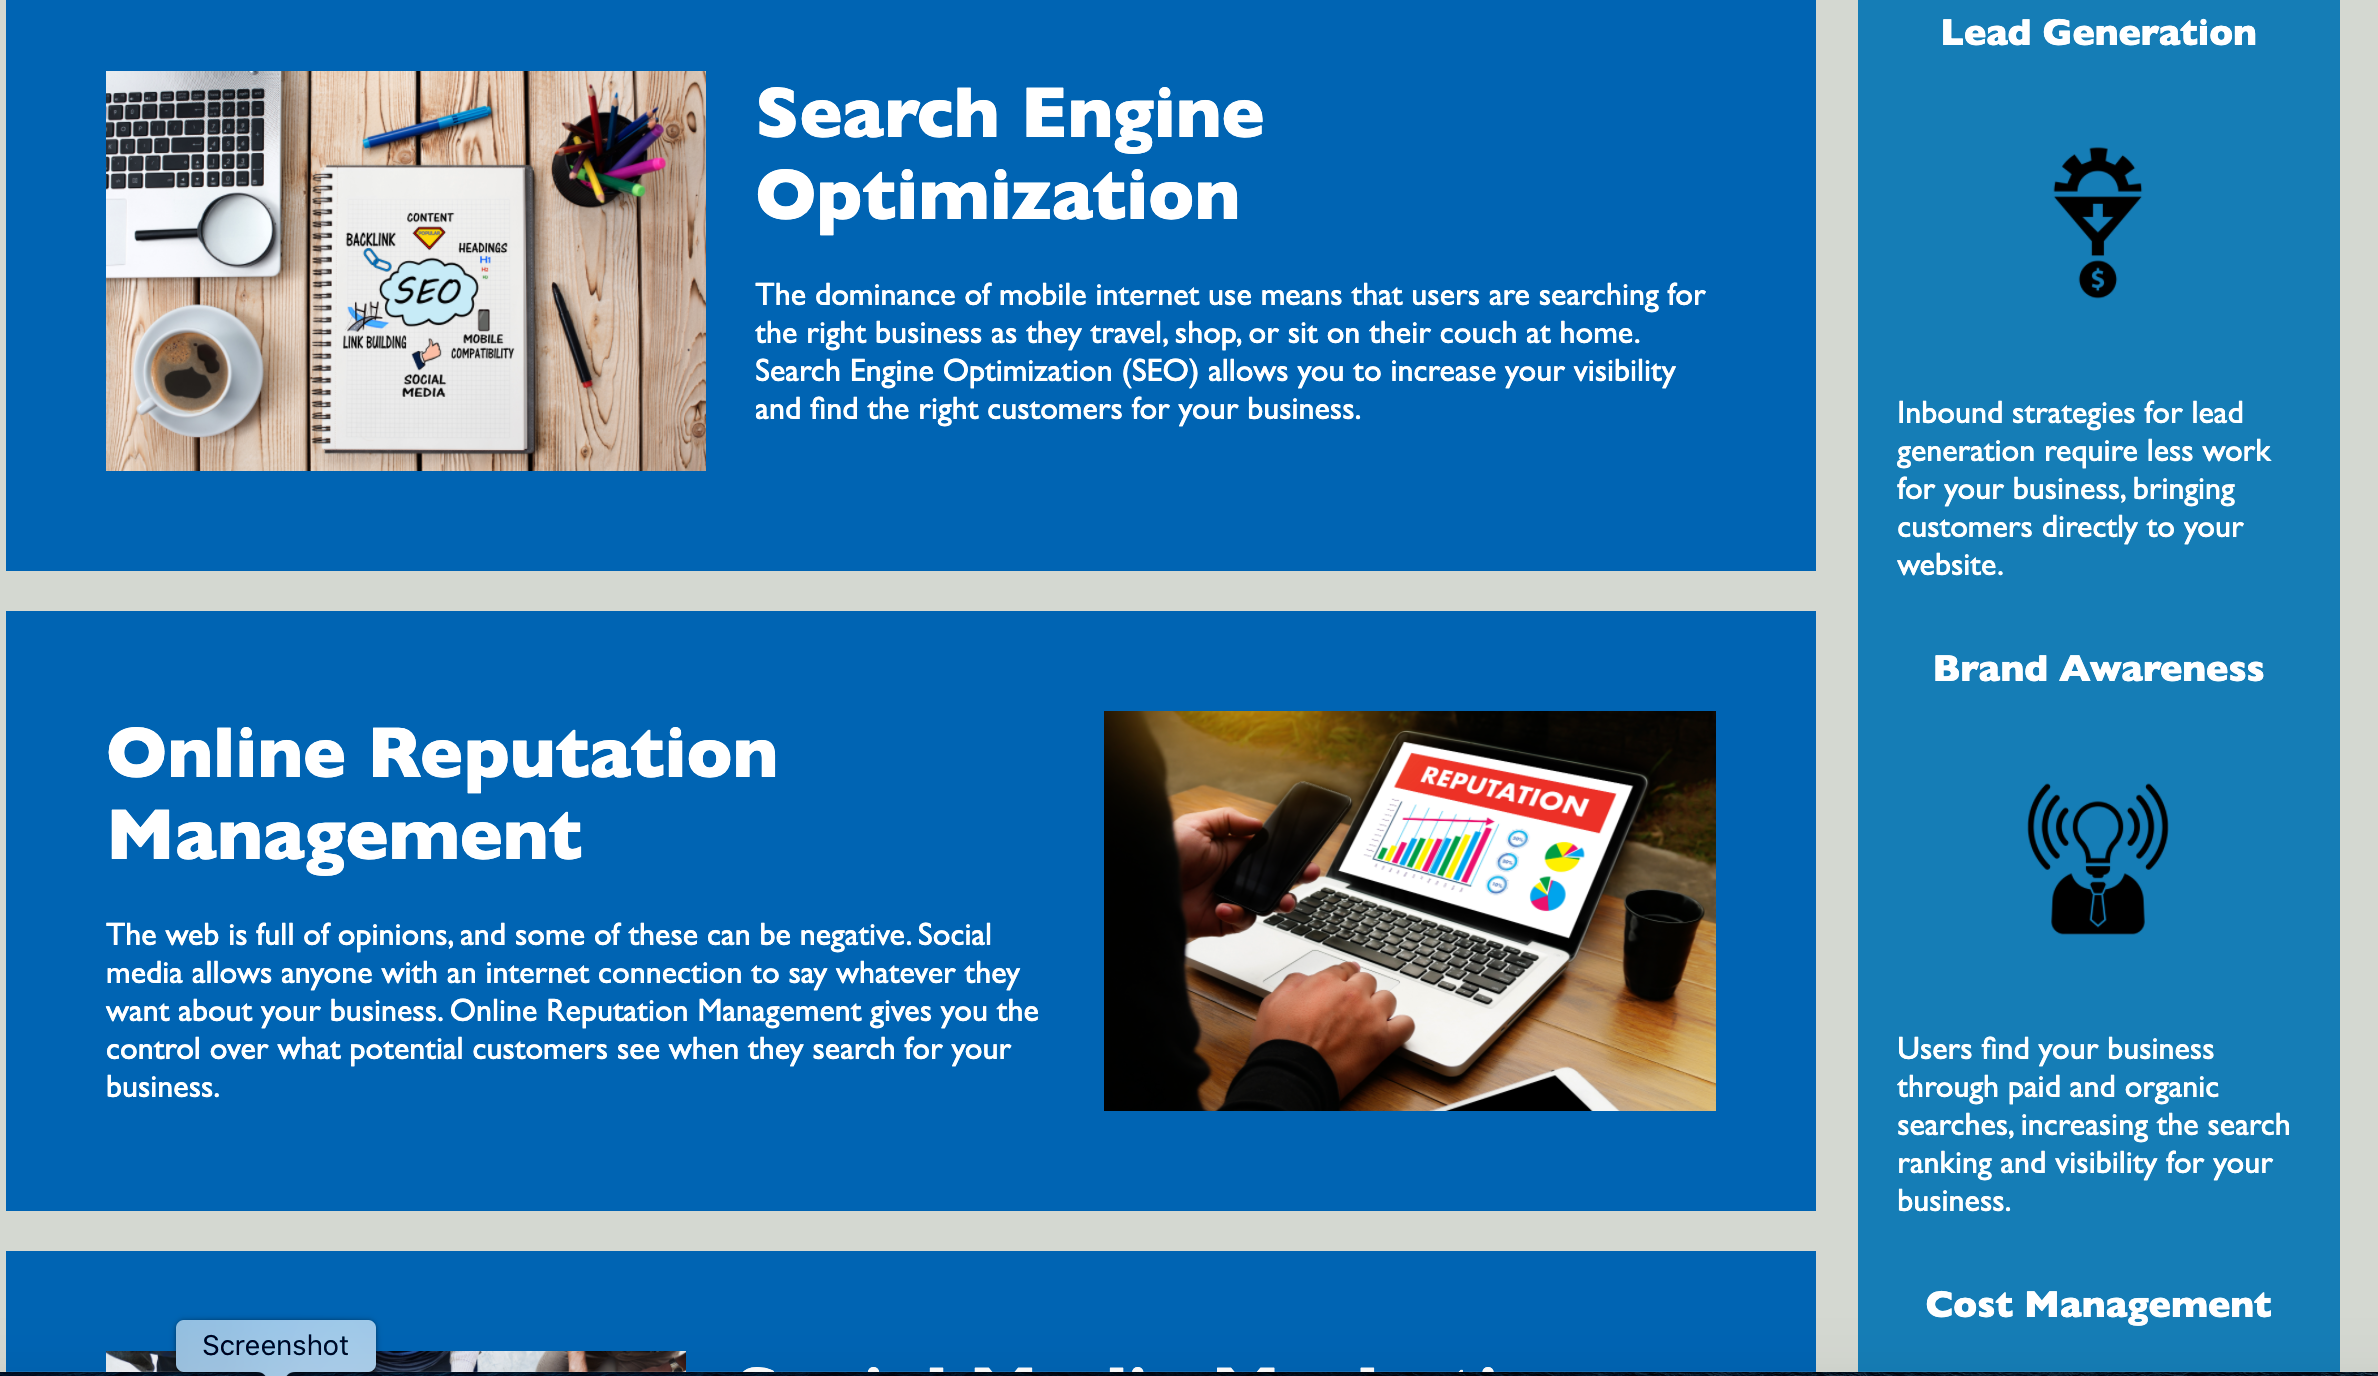 Search Engine
Optimization
The dominance of mobile internet use means that users are searching for
the right business as they travel, shop, or sit on their couch at home.
Search Engine Optimization (SEO) allows you to increase your visibility
and find the right customers for your business.
CONTENT
POPULAR
BACKLINK
HEADINGS
H1
H2
SEO
LINK BUILDING
MOBILE
COMPATIBILITY
SOCIAL
MEDIA
Online Reputation
Management
The web is full of opinions, and some of these can be negative. Social
media allows anyone with an internet connection to say whatever they
want about your business. Online Reputation Management gives you the
control over what potential customers see when they search for your
business.
REPUTATION
Screenshot
Lead Generation
$
Inbound strategies for lead
generation require less work
for your business, bringing
customers directly to your
website.
Brand Awareness
Users find your business
through paid and organic
searches, increasing the search
ranking and visibility for your
business.
Cost Management